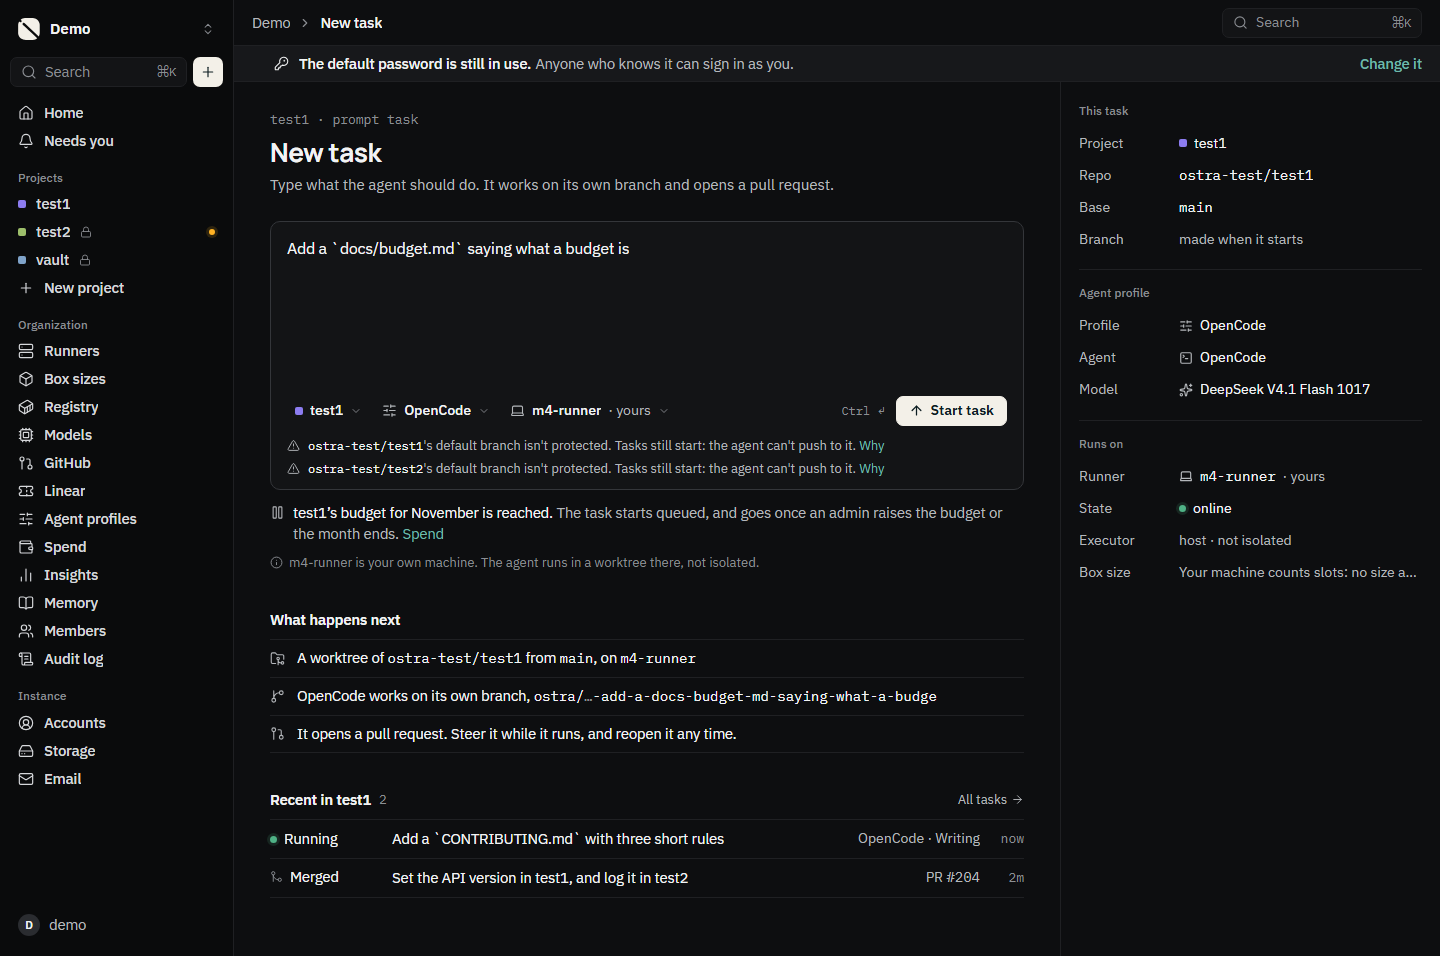 Demo
Search ⌘K
Home
Needs you
Projects
test1
test2
vault
New project
Organization
Runners
Box sizes
Registry
Models
GitHub
Linear
Agent profiles
Spend
Insights
Memory
Members
Audit log
Instance
Accounts
Storage
Email
D demo
Demo > New task
Search ⌘K
The default password is still in use. Anyone who knows it can sign in as you. Change it
test1 · prompt task
New task
Type what the agent should do. It works on its own branch and opens a pull request.
Add a `docs/budget.md` saying what a budget is
test1 OpenCode m4-runner · yours Ctrl ↵ Start task
ostra-test/test1's default branch isn't protected. Tasks still start: the agent can't push to it. Why
ostra-test/test2's default branch isn't protected. Tasks still start: the agent can't push to it. Why
test1’s budget for November is reached. The task starts queued, and goes once an admin raises the budget or
the month ends. Spend
m4-runner is your own machine. The agent runs in a worktree there, not isolated.
What happens next
A worktree of ostra-test/test1 from main, on m4-runner
OpenCode works on its own branch, ostra/…-add-a-docs-budget-md-saying-what-a-budge
It opens a pull request. Steer it while it runs, and reopen it any time.
Recent in test1 2 All tasks →
Running Add a `CONTRIBUTING.md` with three short rules OpenCode · Writing now
Merged Set the API version in test1, and log it in test2 PR #204 2m
This task
Project test1
Repo ostra-test/test1
Base main
Branch made when it starts
Agent profile
Profile OpenCode
Agent OpenCode
Model DeepSeek V4.1 Flash 1017
Runs on
Runner m4-runner · yours
State online
Executor host · not isolated
Box size Your machine counts slots: no size a...